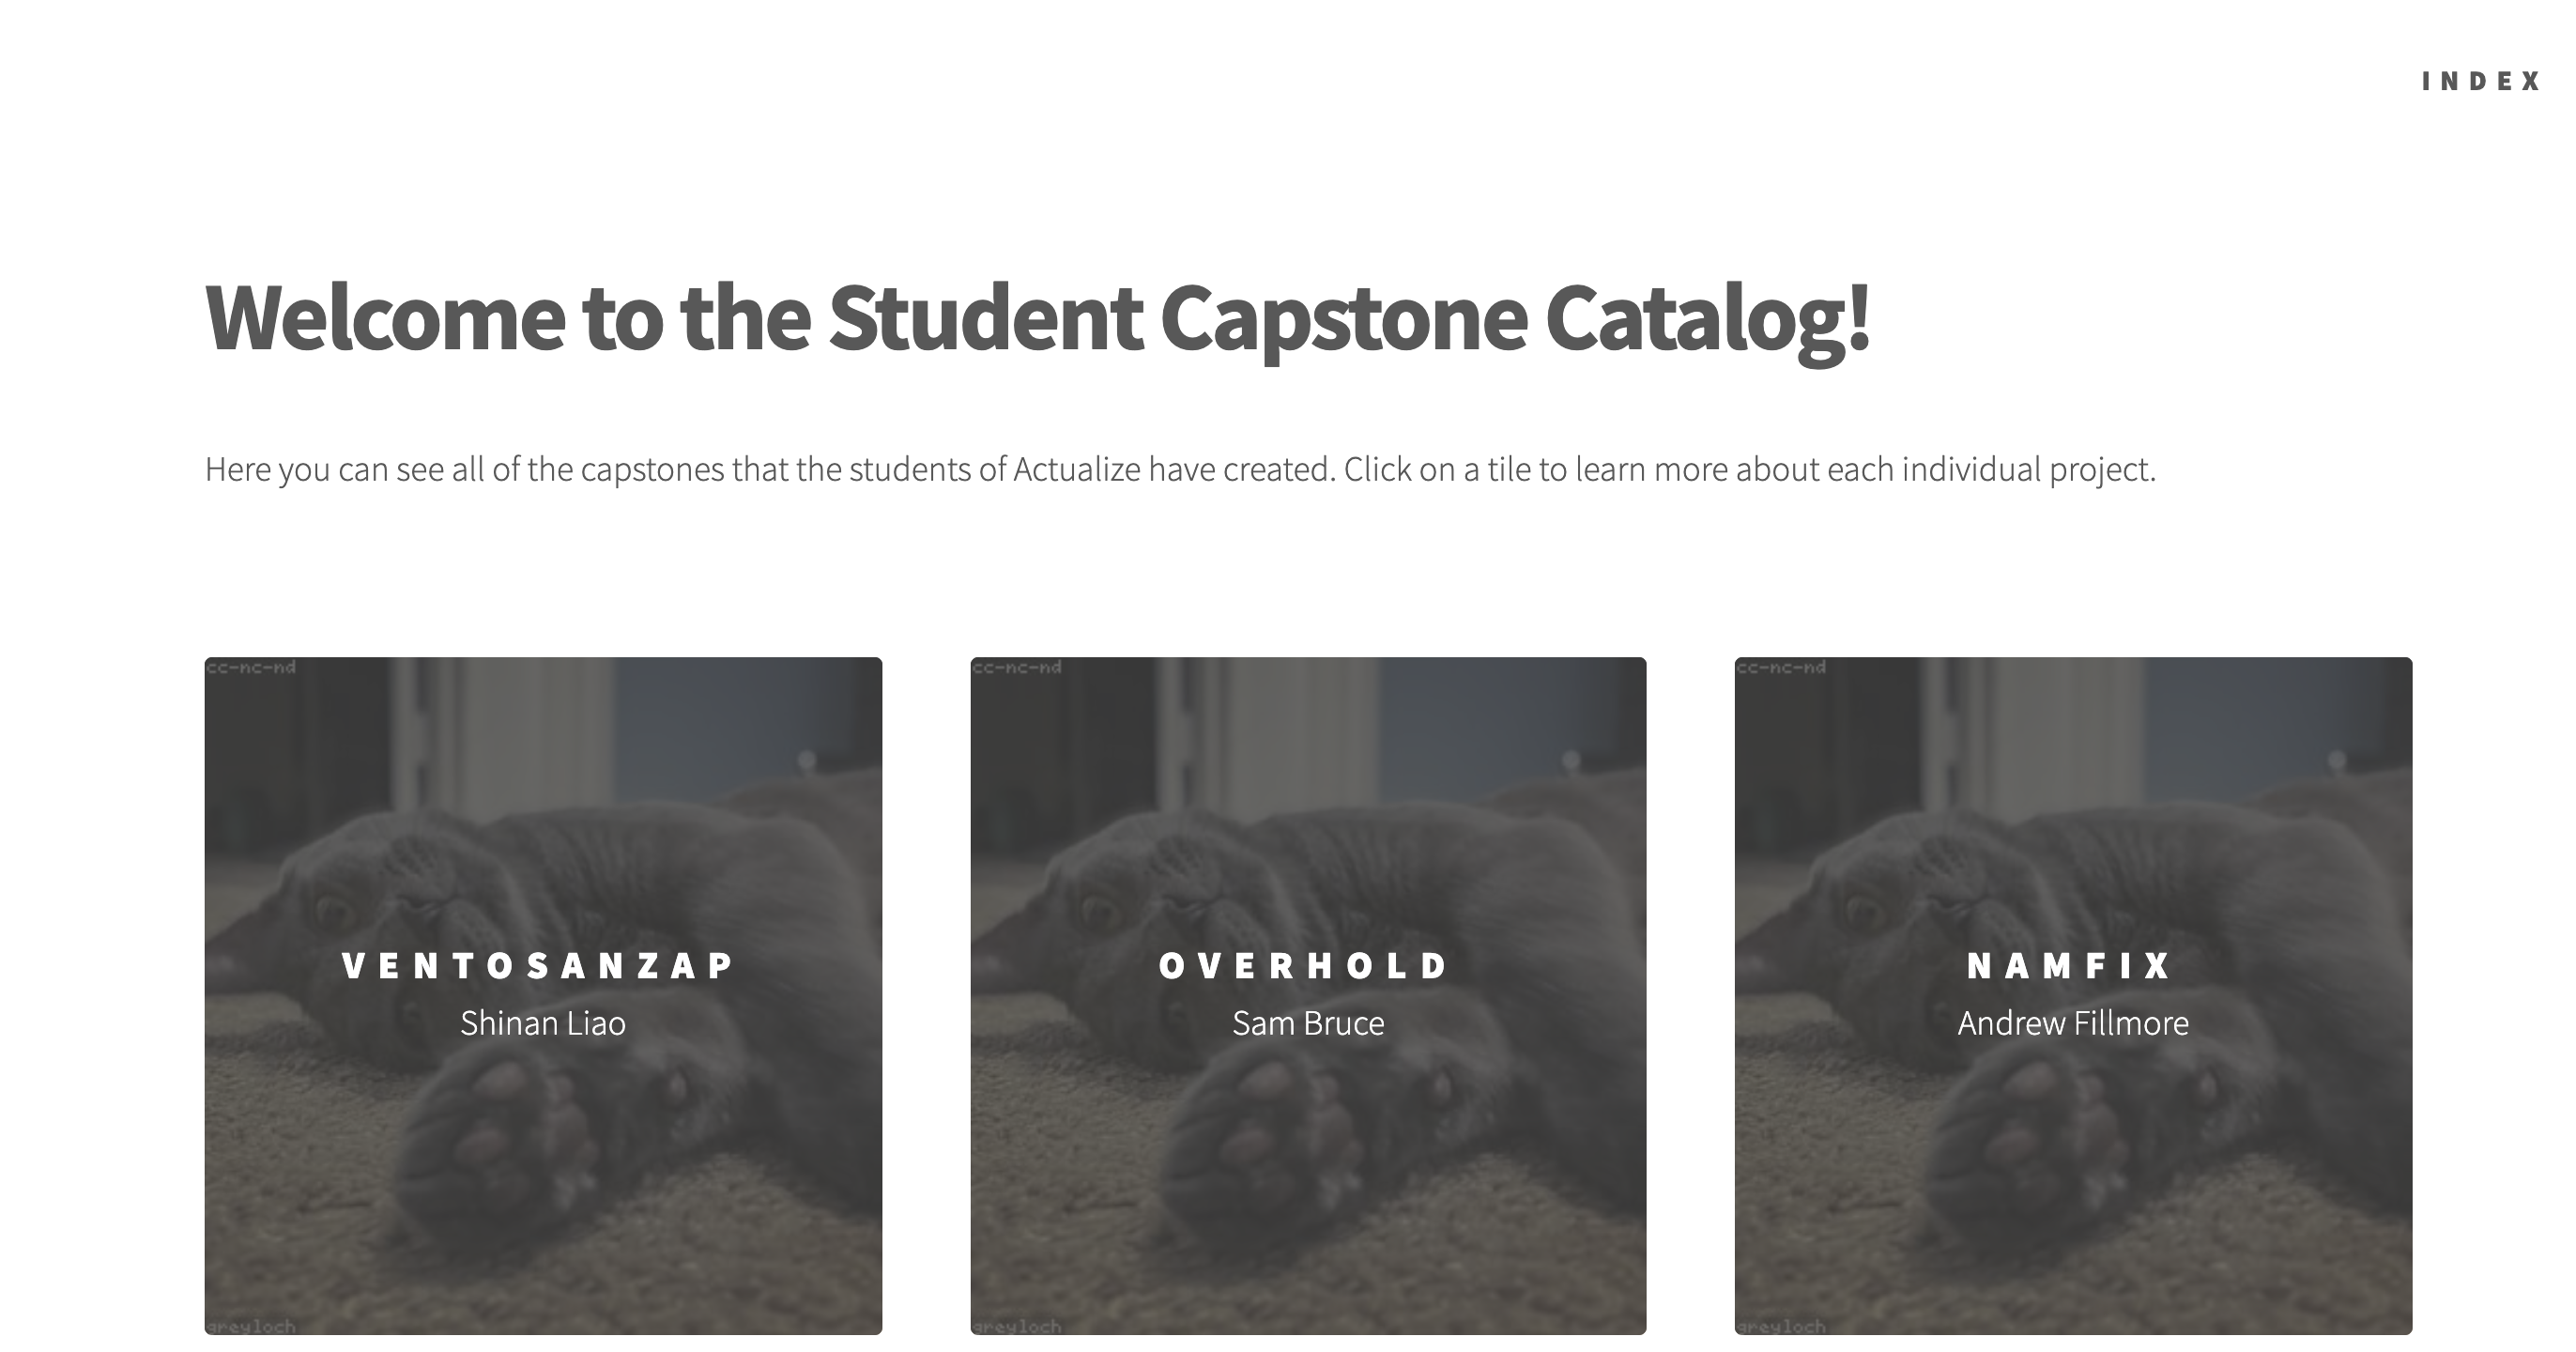 INDEX
Welcome to the Student Capstone Catalog!
Here you can see all of the capstones that the students of Actualize have created. Click on a tile to learn more about each individual project.
cc-nc-nd
cc-nc-nd
cc-nc-nd
VENTOSANZAP
Shinan Liao
OVERHOLD
Sam Bruce
NAMFIX
Andrew Fillmore
greyloch
greyloch
greyloch